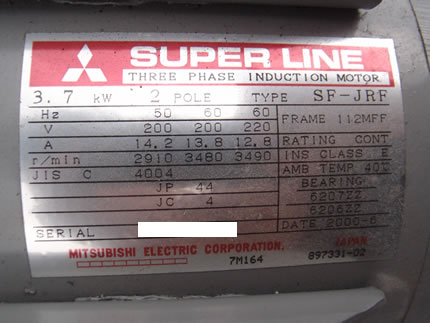 SUPER LINE
THREE PHASE INDUCTION MOTOR
3.7 kW 2 POLE TYPE SF-JRF
Hz 50 60 60 FRAME 112MFF
V 200 200 220
A 14.2 13.8 12.8 RATING CONT
r/min 2910 3480 3490 INS CLASS E
JIS C 4004 AMB TEMP 40C
JP 44 BEARING
JC 4 6207ZZ
6206ZZ
SERIAL DATE 2000-6
MITSUBISHI ELECTRIC CORPORATION JAPAN
7M164 897331-02